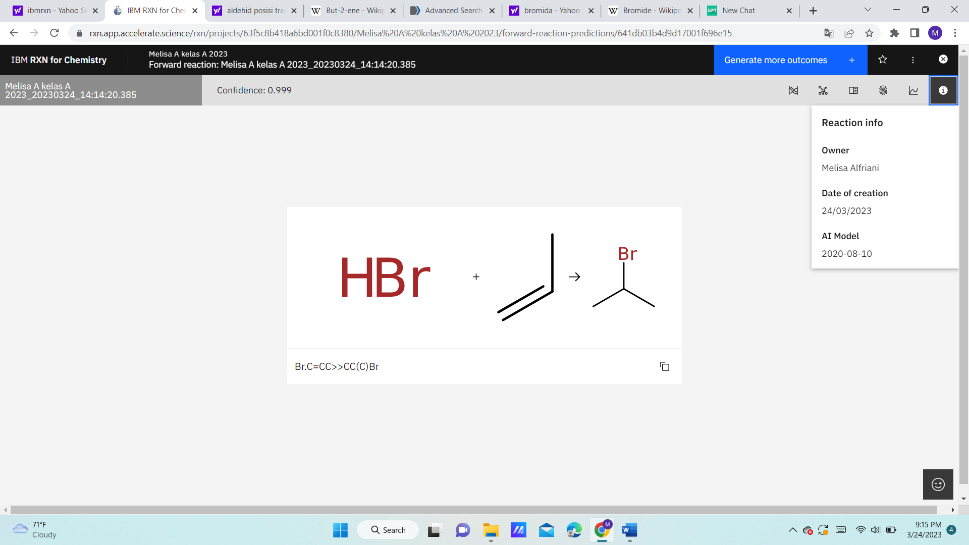 ibmrxn - Yahoo Se
IBM RXN for Chem
aldehid posisi tra
But-2-ene - Wikip
Advanced Search
bromida - Yahoo
Bromide - Wikipe
New Chat
rxn.app.accelerate.science/rxn/projects/63f5c8b418a6bd001f0c8380/Melisa%20A%20kelas%20A%202023/forward-reaction-predictions/641db03b4d9d17001f696e15
M
IBM RXN for Chemistry
Melisa A kelas A 2023
Forward reaction: Melisa A kelas A 2023_20230324_14:14:20.385
Generate more outcomes +
Melisa A kelas A
2023_20230324_14:14:20.385
Confidence: 0.999
Reaction info
Owner
Melisa Alfriani
Date of creation
24/03/2023
AI Model
2020-08-10
HBr
+
Br
Br.C=CC>>CC(C)Br
71°F
Cloudy
Search
M
9:15 PM
3/24/2023
4